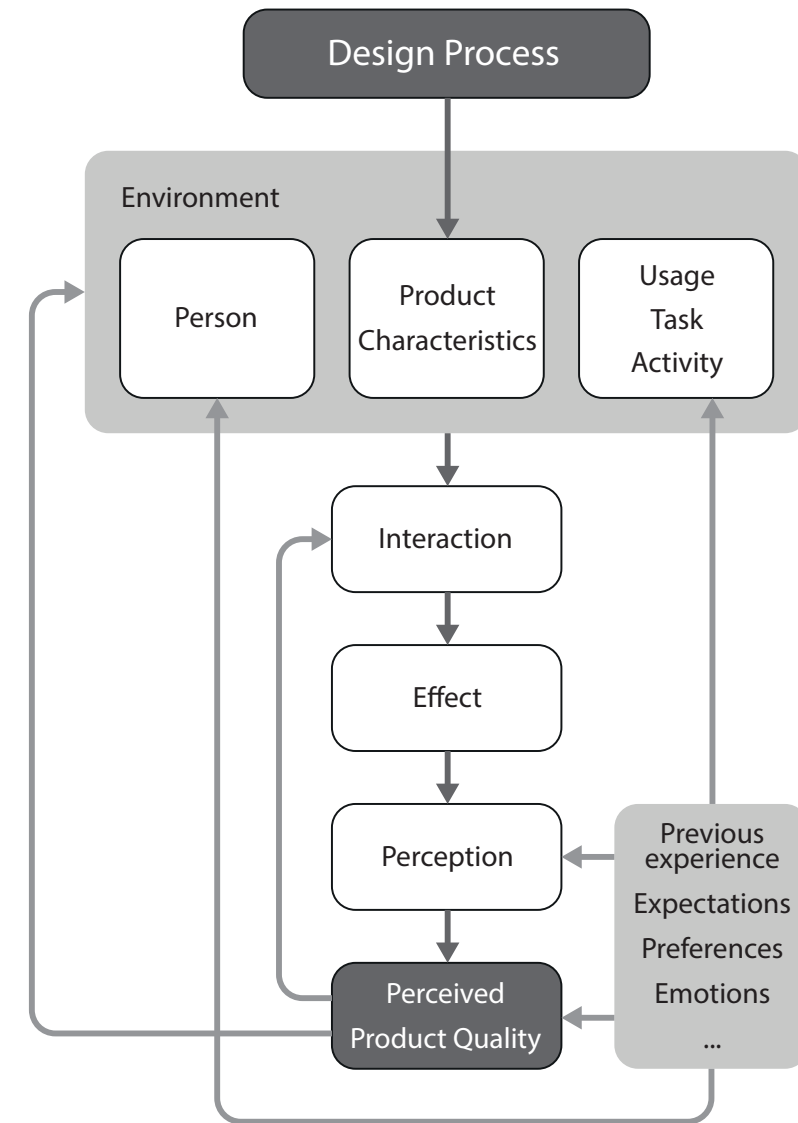 Design Process
Environment
Person
Product
Characteristics
Usage
Task
Activity
Interaction
Effect
Perception
Previous
experience
Expectations
Preferences
Emotions
...
Perceived
Product Quality